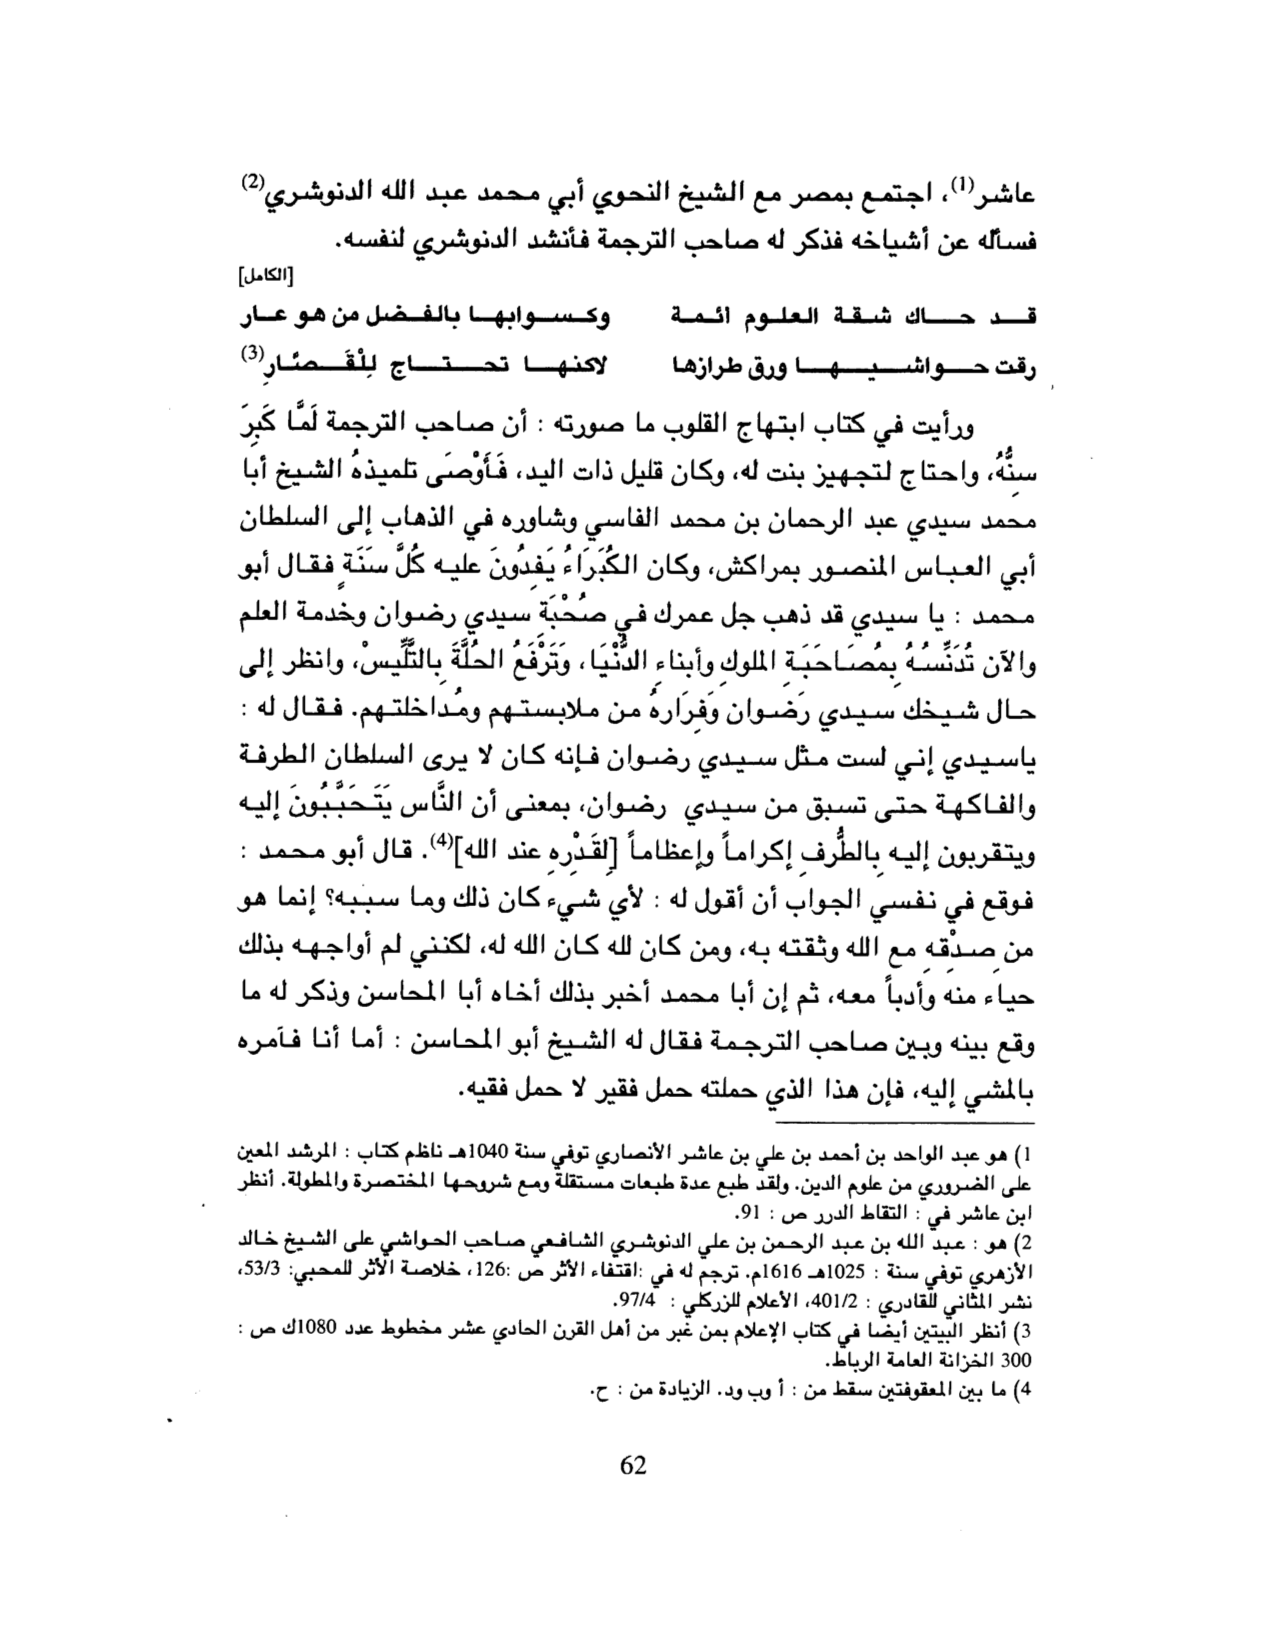 عاشر(1)، اجتمع بمصر مع الشيخ النحوي أبي محمد عبد الله الدنوشري(2)
فسأله عن أشياخه فذكر له صاحب الترجمة فأنشد الدنوشري لنفسه.
[الكامل]
قد حاك شقة العلوم ائمة وكسوابها بالفضل من هو عار
رقت حواشيها ورق طرازها لاكنها تحتاج لِلْقَصَّارِ(3)
ورأيت في كتاب ابتهاج القلوب ما صورته : أن صاحب الترجمة لَمَّا كَبِرَ
سِنُّهُ، واحتاج لتجهيز بنت له، وكان قليل ذات اليد، فَأَوْصَى تلميذهُ الشيخ أبا
محمد سيدي عبد الرحمان بن محمد الفاسي وشاوره في الذهاب إلى السلطان
أبي العباس المنصور بمراكش، وكان الكُبَرَاءُ يَفِدُونَ عليه كُلَّ سَنَةٍ فقال أبو
محمد : يا سيدي قد ذهب جل عمرك في صُحْبَةِ سيدي رضوان وخدمة العلم
والآن تُدَنِّسُهُ بِمُصَاحَبَةِ الملوك وأبناء الدُّنْيَا، وَتَرْفَعُ الحُلَّةَ بِالتَّلِّيسْ، وانظر إلى
حال شيخك سيدي رِضوان وَفِرَارهُ من ملابستهم ومُداخلتهم. فقال له :
ياسيدي إني لست مثل سيدي رضوان فإنه كان لا يرى السلطان الطرفة
والفاكهة حتى تسبق من سيدي رضوان، بمعنى أن النَّاس يَتَحَبَّبُونَ إليه
ويتقربون إليه بالطُّرفِ إكراماً وإعظاماً [لِقَدْرِهِ عند الله](4). قال أبو محمد :
فوقع في نفسي الجواب أن أقول له : لأي شيء كان ذلك وما سببه؟ إنما هو
من صِدْقِه مع الله وثقته به، ومن كان لله كان الله له، لكنني لم أواجهه بذلك
حياء منه وأدباً معه، ثم إن أبا محمد أخبر بذلك أخاه أبا المحاسن وذكر له ما
وقع بينه وبين صاحب الترجمة فقال له الشيخ أبو المحاسن : أما أنا فآمره
بالمشي إليه، فإن هذا الذي حملته حمل فقير لا حمل فقيه.
1) هو عبد الواحد بن أحمد بن علي بن عاشر الأنصاري توفي سنة 1040هـ ناظم كتاب : المرشد المعين
على الضروري من علوم الدين. ولقد طبع عدة طبعات مستقلة ومع شروحها المختصرة والمطولة. أنظر
ابن عاشر في : التقاط الدرر ص : 91.
2) هو : عبد الله بن عبد الرحمن بن علي الدنوشري الشافعي صاحب الحواشي على الشيخ خالد
الأزهري توفي سنة : 1025هـ 1616م. ترجم له في :اقتفاء الأثر ص :126، خلاصة الأثر للمحبي: 53/3،
نشر المثاني للقادري : 401/2، الأعلام للزركلي : 97/4.
3) أنظر البيتين أيضا في كتاب الإعلام بمن غبر من أهل القرن الحادي عشر مخطوط عدد 1080ك ص :
300 الخزانة العامة الرباط.
4) ما بين المعقوفتين سقط من : أ وب ود. الزيادة من : ح.
62